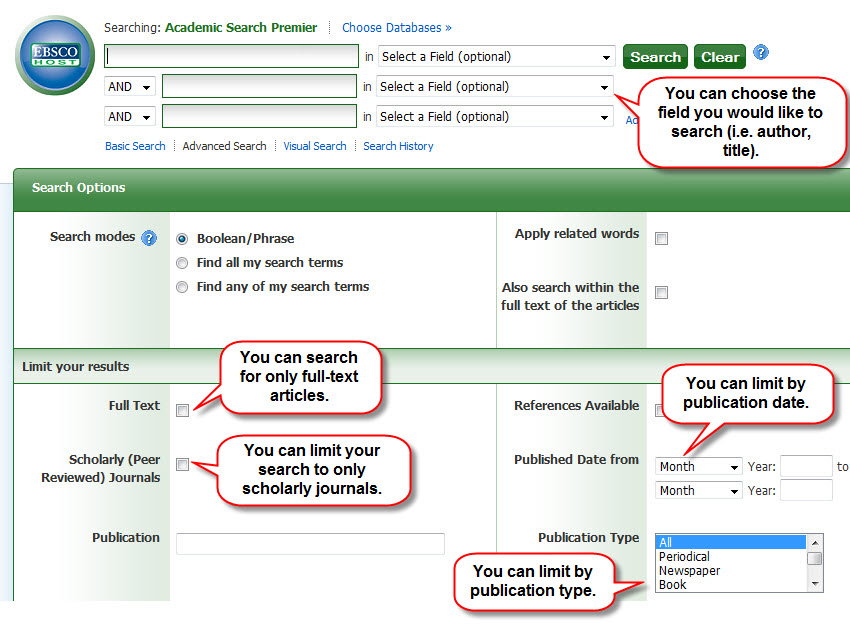 Searching: Academic Search Premier Choose Databases »
EBSCO
HOST
in Select a Field (optional) Search Clear ?
AND in Select a Field (optional)
AND in Select a Field (optional) Ad
You can choose the
field you would like to
search (i.e. author,
title).
Basic Search Advanced Search Visual Search Search History
Search Options
Search modes ?
Boolean/Phrase
Find all my search terms
Find any of my search terms
Apply related words
Also search within the
full text of the articles
Limit your results
You can search
for only full-text
articles.
Full Text
You can limit your
search to only
scholarly journals.
Scholarly (Peer
Reviewed) Journals
Publication
You can limit by
publication date.
References Available
Published Date from Month Year: to
Month Year:
Publication Type
All
Periodical
Newspaper
Book
You can limit by
publication type.